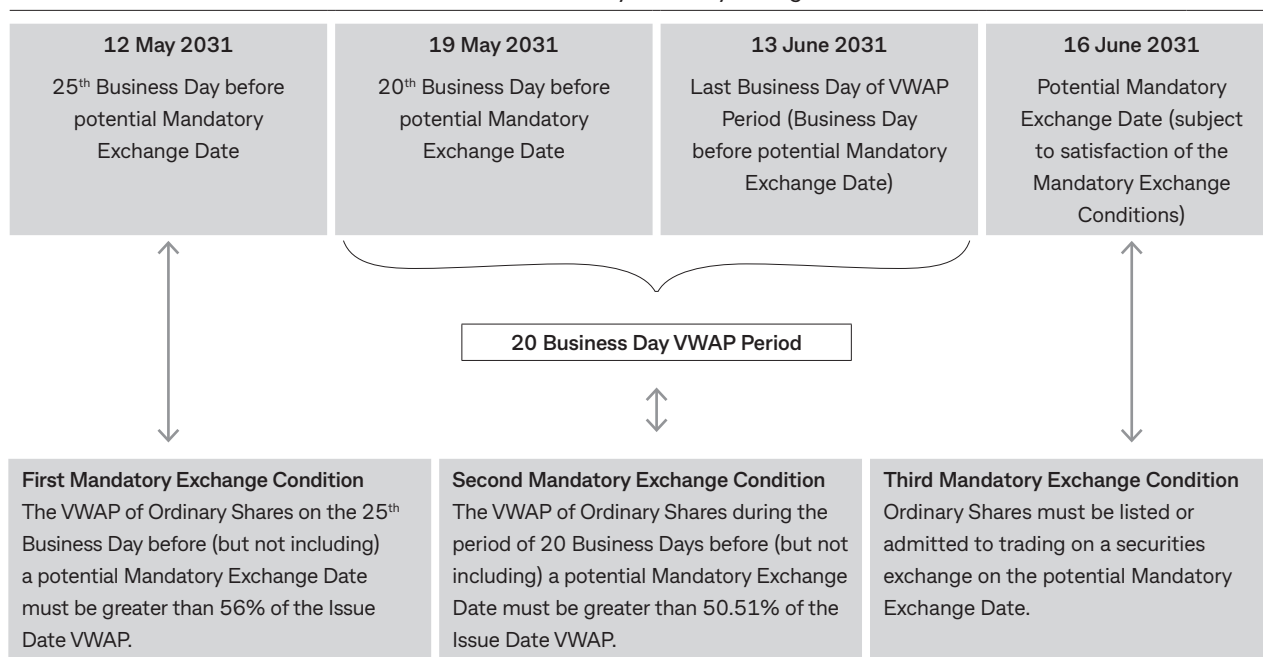 12 May 2031
25th Business Day before
potential Mandatory
Exchange Date
19 May 2031
20th Business Day before
potential Mandatory
Exchange Date
13 June 2031
Last Business Day of VWAP
Period (Business Day
before potential Mandatory
Exchange Date)
16 June 2031
Potential Mandatory
Exchange Date (subject
to satisfaction of the
Mandatory Exchange
Conditions)
20 Business Day VWAP Period
First Mandatory Exchange Condition
The VWAP of Ordinary Shares on the 25th
Business Day before (but not including)
a potential Mandatory Exchange Date
must be greater than 56% of the Issue
Date VWAP.
Second Mandatory Exchange Condition
The VWAP of Ordinary Shares during the
period of 20 Business Days before (but not
including) a potential Mandatory Exchange
Date must be greater than 50.51% of the
Issue Date VWAP.
Third Mandatory Exchange Condition
Ordinary Shares must be listed or
admitted to trading on a securities
exchange on the potential Mandatory
Exchange Date.